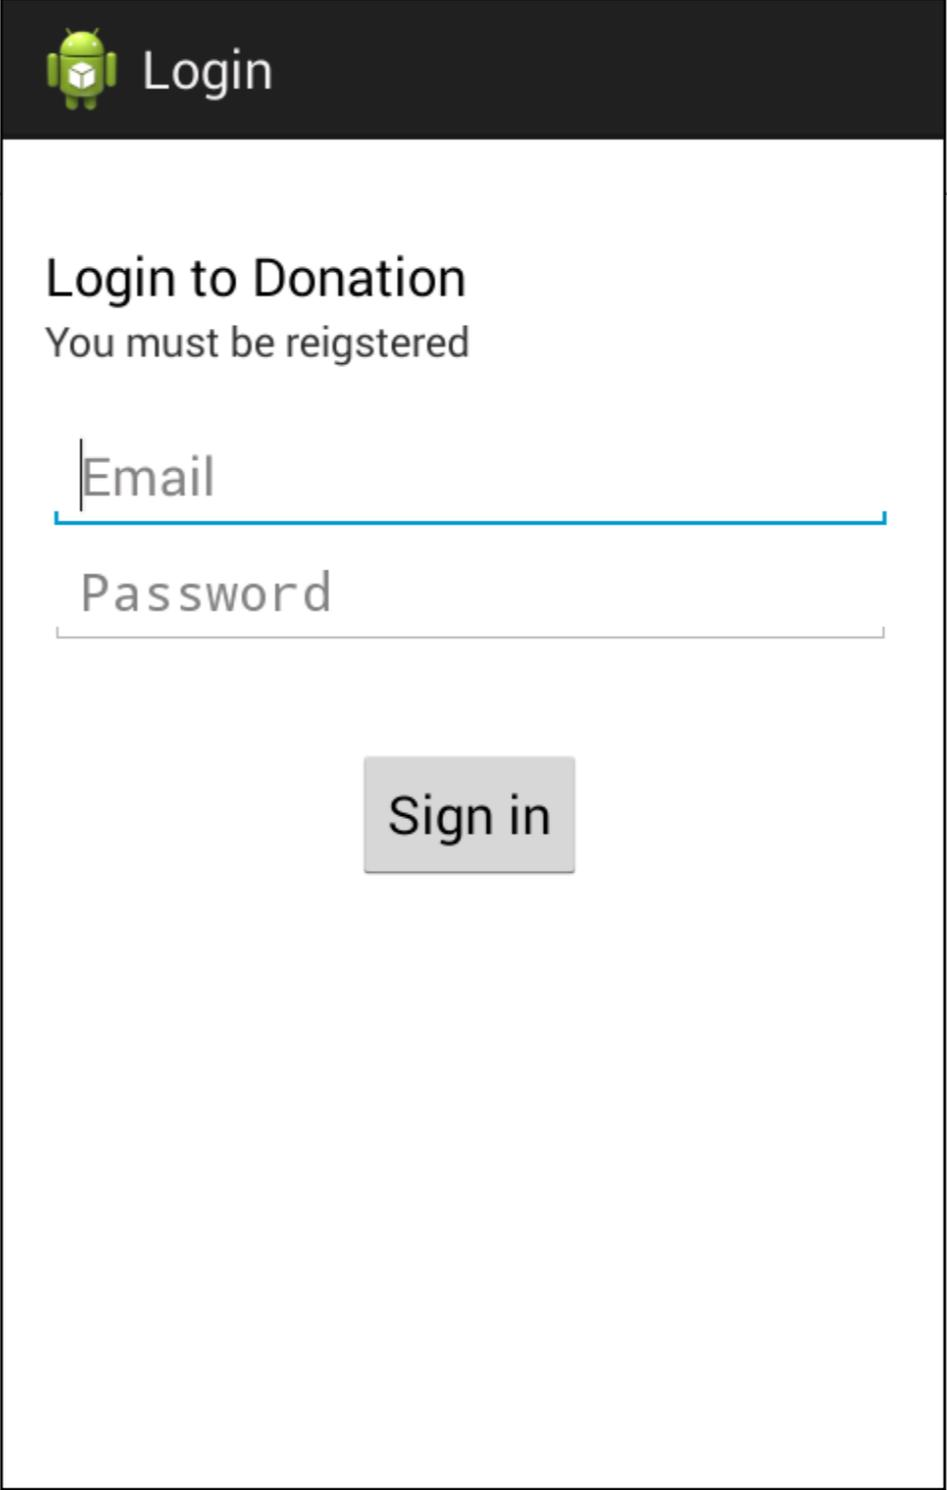 Login
Login to Donation
You must be reigstered
Email
Password
Sign in